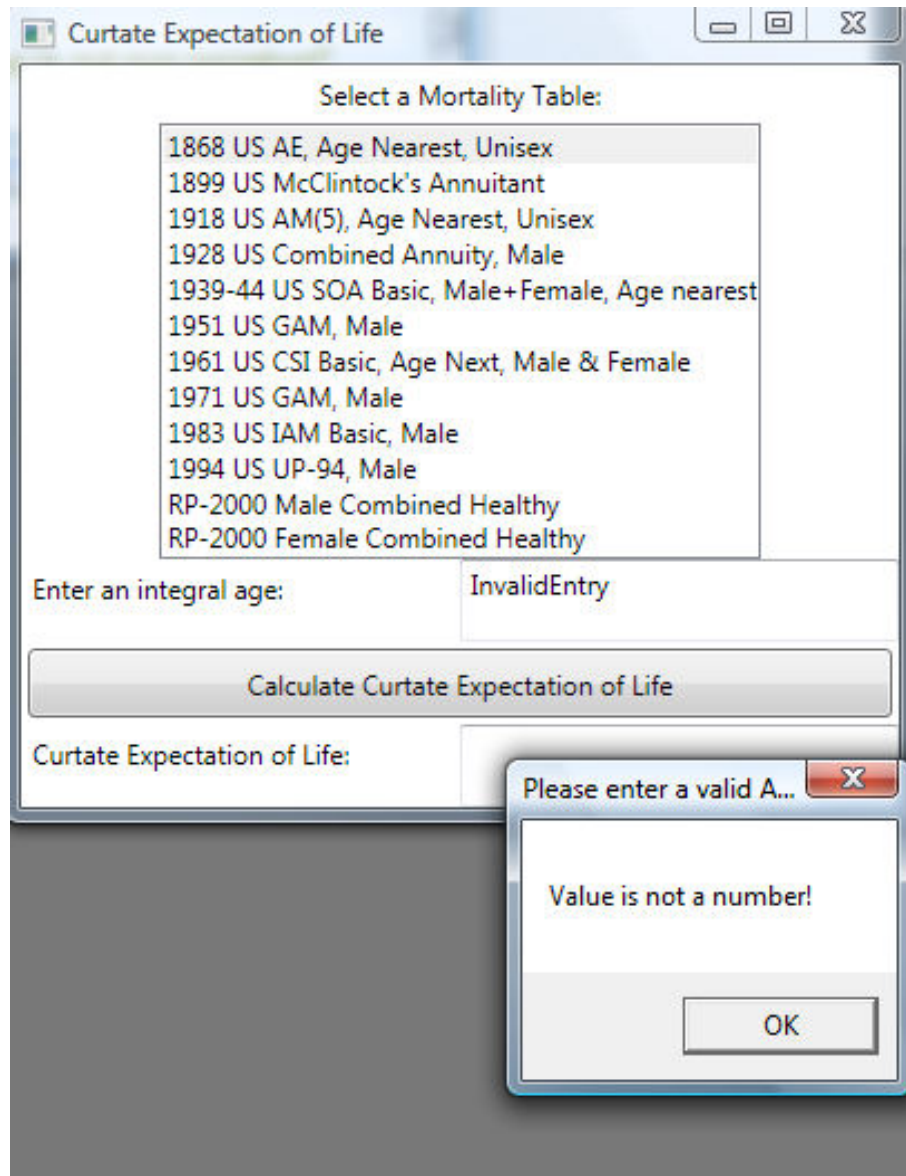 Curtate Expectation of Life
Select a Mortality Table:
1868 US AE, Age Nearest, Unisex
1899 US McClintock's Annuitant
1918 US AM(5), Age Nearest, Unisex
1928 US Combined Annuity, Male
1939-44 US SOA Basic, Male+Female, Age nearest
1951 US GAM, Male
1961 US CSI Basic, Age Next, Male & Female
1971 US GAM, Male
1983 US IAM Basic, Male
1994 US UP-94, Male
RP-2000 Male Combined Healthy
RP-2000 Female Combined Healthy
Enter an integral age: InvalidEntry
Calculate Curtate Expectation of Life
Curtate Expectation of Life:
Please enter a valid A...
Value is not a number!
OK